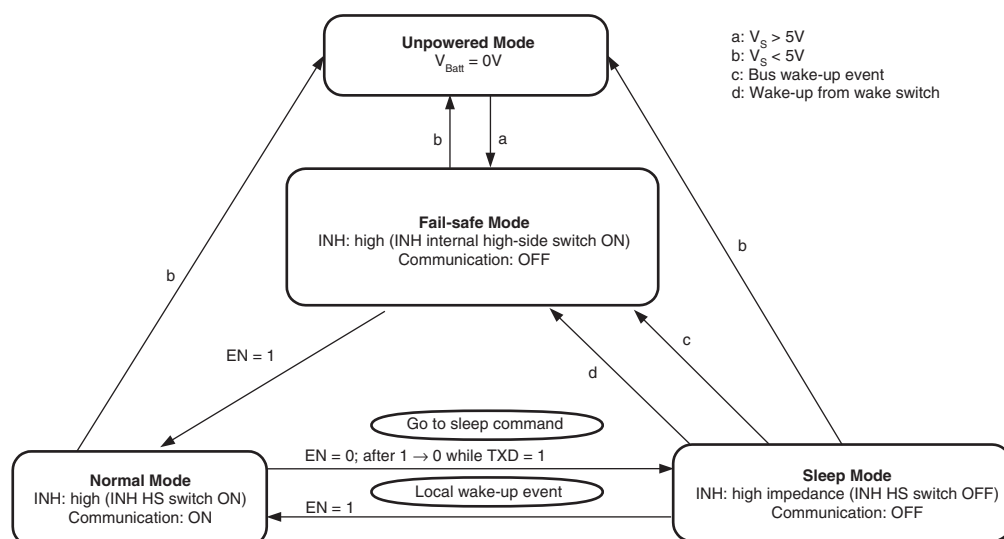 Unpowered Mode
V_Batt = 0V
a: V_S > 5V
b: V_S < 5V
c: Bus wake-up event
d: Wake-up from wake switch
b
a
Fail-safe Mode
INH: high (INH internal high-side switch ON)
Communication: OFF
b
b
EN = 1
d
c
Go to sleep command
EN = 0; after 1 → 0 while TXD = 1
Local wake-up event
EN = 1
Normal Mode
INH: high (INH HS switch ON)
Communication: ON
Sleep Mode
INH: high impedance (INH HS switch OFF)
Communication: OFF